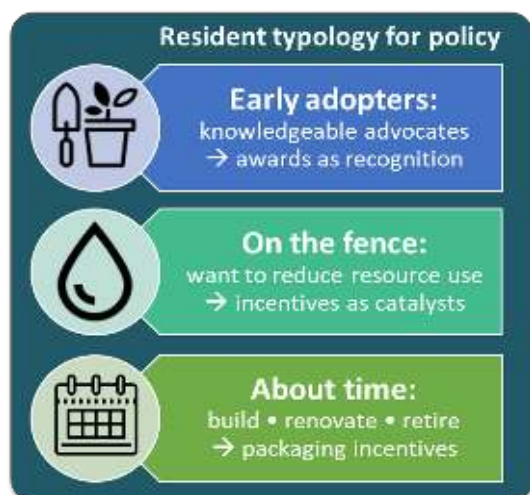 Resident typology for policy
Early adopters:
knowledgeable advocates
→ awards as recognition
On the fence:
want to reduce resource use
→ incentives as catalysts
About time:
build • renovate • retire
→ packaging incentives